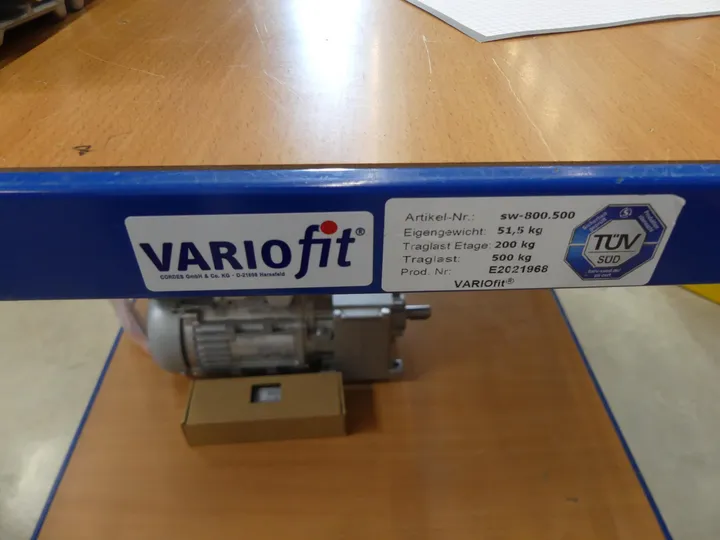 VARIOfit®
CORDES GmbH & Co. KG - D-21698 Harsefeld
Artikel-Nr.: sw-800.500
Eigengewicht: 51,5 kg
Traglast Etage: 200 kg
Traglast: 500 kg
Prod. Nr: E2021968
VARIOfit®
TÜV
SÜD